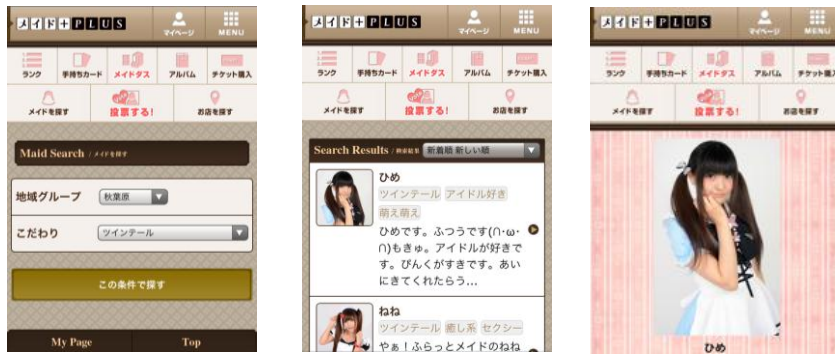 メイド+PLUS
マイページ
MENU
ランク
手持ちカード
メイドダス
アルバム
チケット購入
メイドを探す
投票する!
お店を探す
Maid Search / メイドを探す
地域グループ
秋葉原
こだわり
ツインテール
この条件で探す
My Page
Top
メイド+PLUS
マイページ
MENU
ランク
手持ちカード
メイドダス
アルバム
チケット購入
メイドを探す
投票する!
お店を探す
Search Results / 検索結果
新着順 新しい順
ひめ
ツインテール アイドル好き
萌え萌え
ひめです。ふつうです(∩･ω･
∩)もきゅ。アイドルが好きで
す。ぴんくがすきです。あい
にきてくれたらう...
ねね
ツインテール 癒し系 セクシー
やぁ！ふらっとメイドのねね
メイド+PLUS
マイページ
MENU
ランク
手持ちカード
メイドダス
アルバム
チケット購入
メイドを探す
投票する!
お店を探す
ひめ